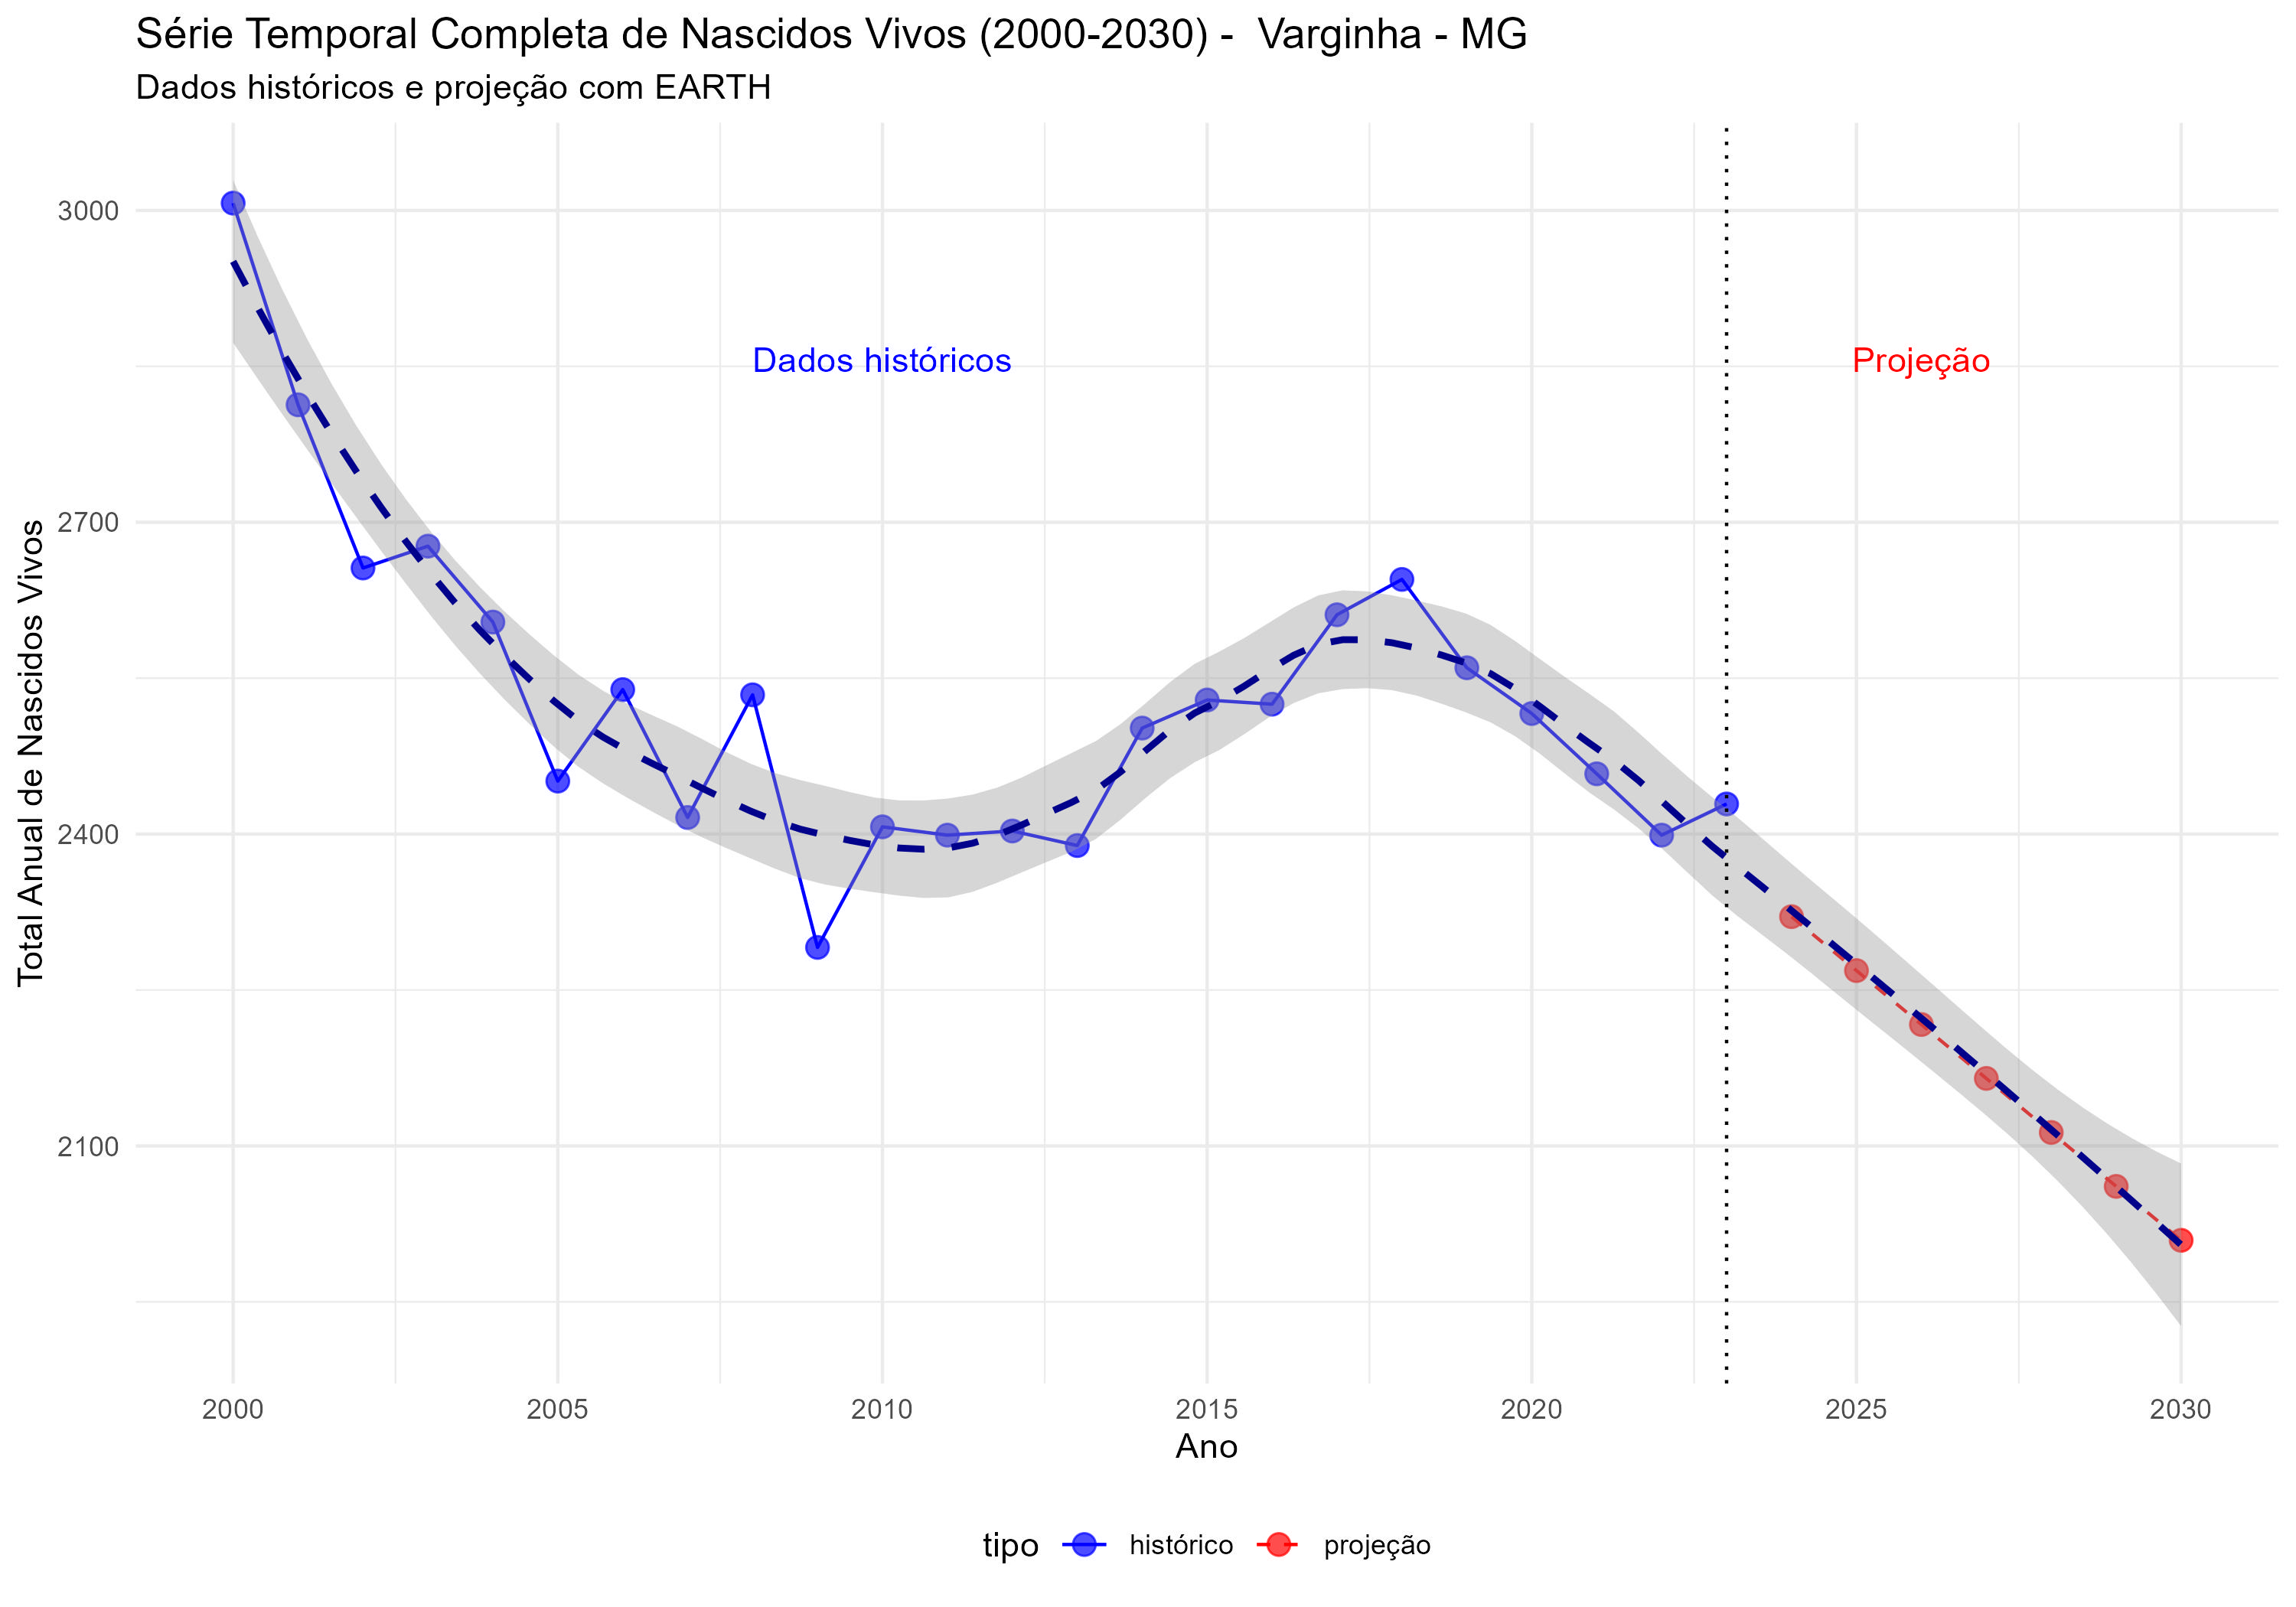 Série Temporal Completa de Nascidos Vivos (2000-2030) -  Varginha - MG
Dados históricos e projeção com EARTH
Total Anual de Nascidos Vivos
3000
2700
2400
2100
Dados históricos
Projeção
2000 2005 2010 2015 2020 2025 2030
Ano
tipo histórico projeção